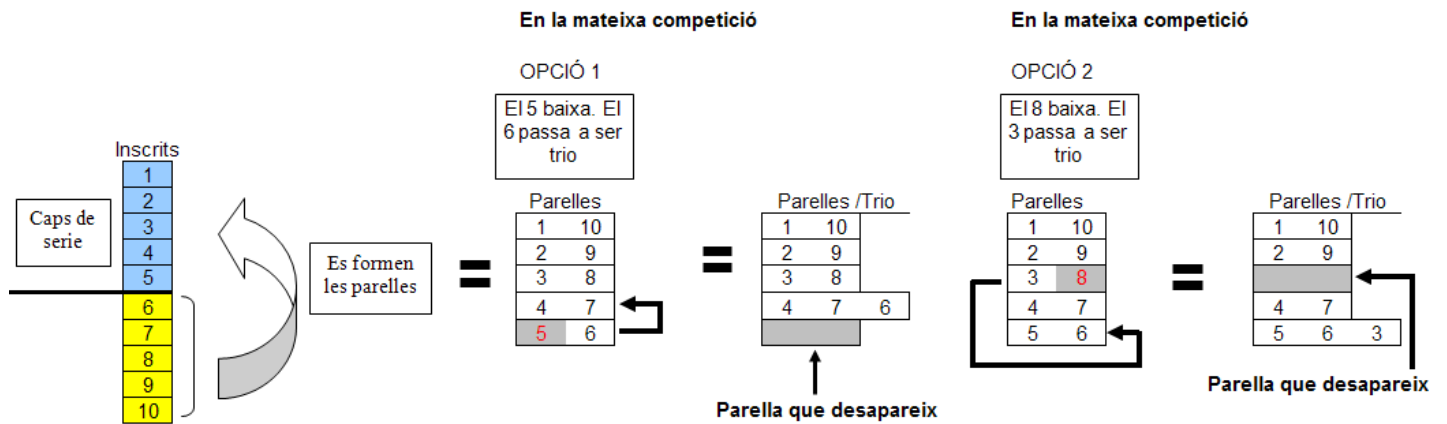 En la mateixa competició
En la mateixa competició
OPCIÓ 1
OPCIÓ 2
El 5 baixa. El
6 passa a ser
trio
El 8 baixa. El
3 passa a ser
trio
Inscrits
1
2
3
4
5
6
7
8
9
10
Caps de
serie
Es formen
les parelles
=
Parelles
1 10
2 9
3 8
4 7
5 6
=
Parelles /Trio
1 10
2 9
3 8
4 7 6
Parella que desapareix
Parelles
1 10
2 9
3 8
4 7
5 6
=
Parelles /Trio
1 10
2 9
4 7
5 6 3
Parella que desapareix